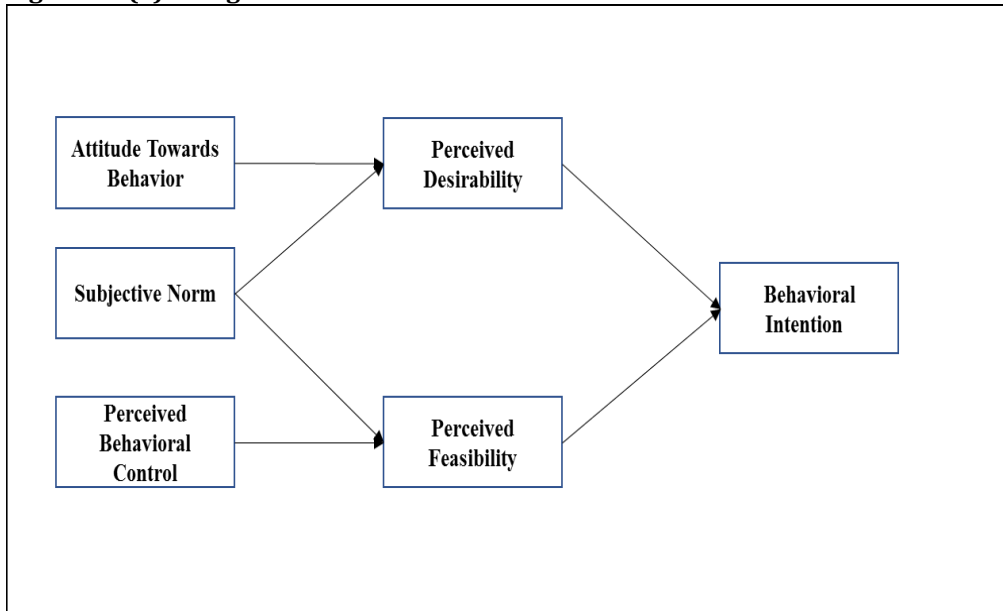 Attitude Towards
Behavior
Perceived
Desirability
Subjective Norm
Behavioral
Intention
Perceived
Behavioral
Control
Perceived
Feasibility